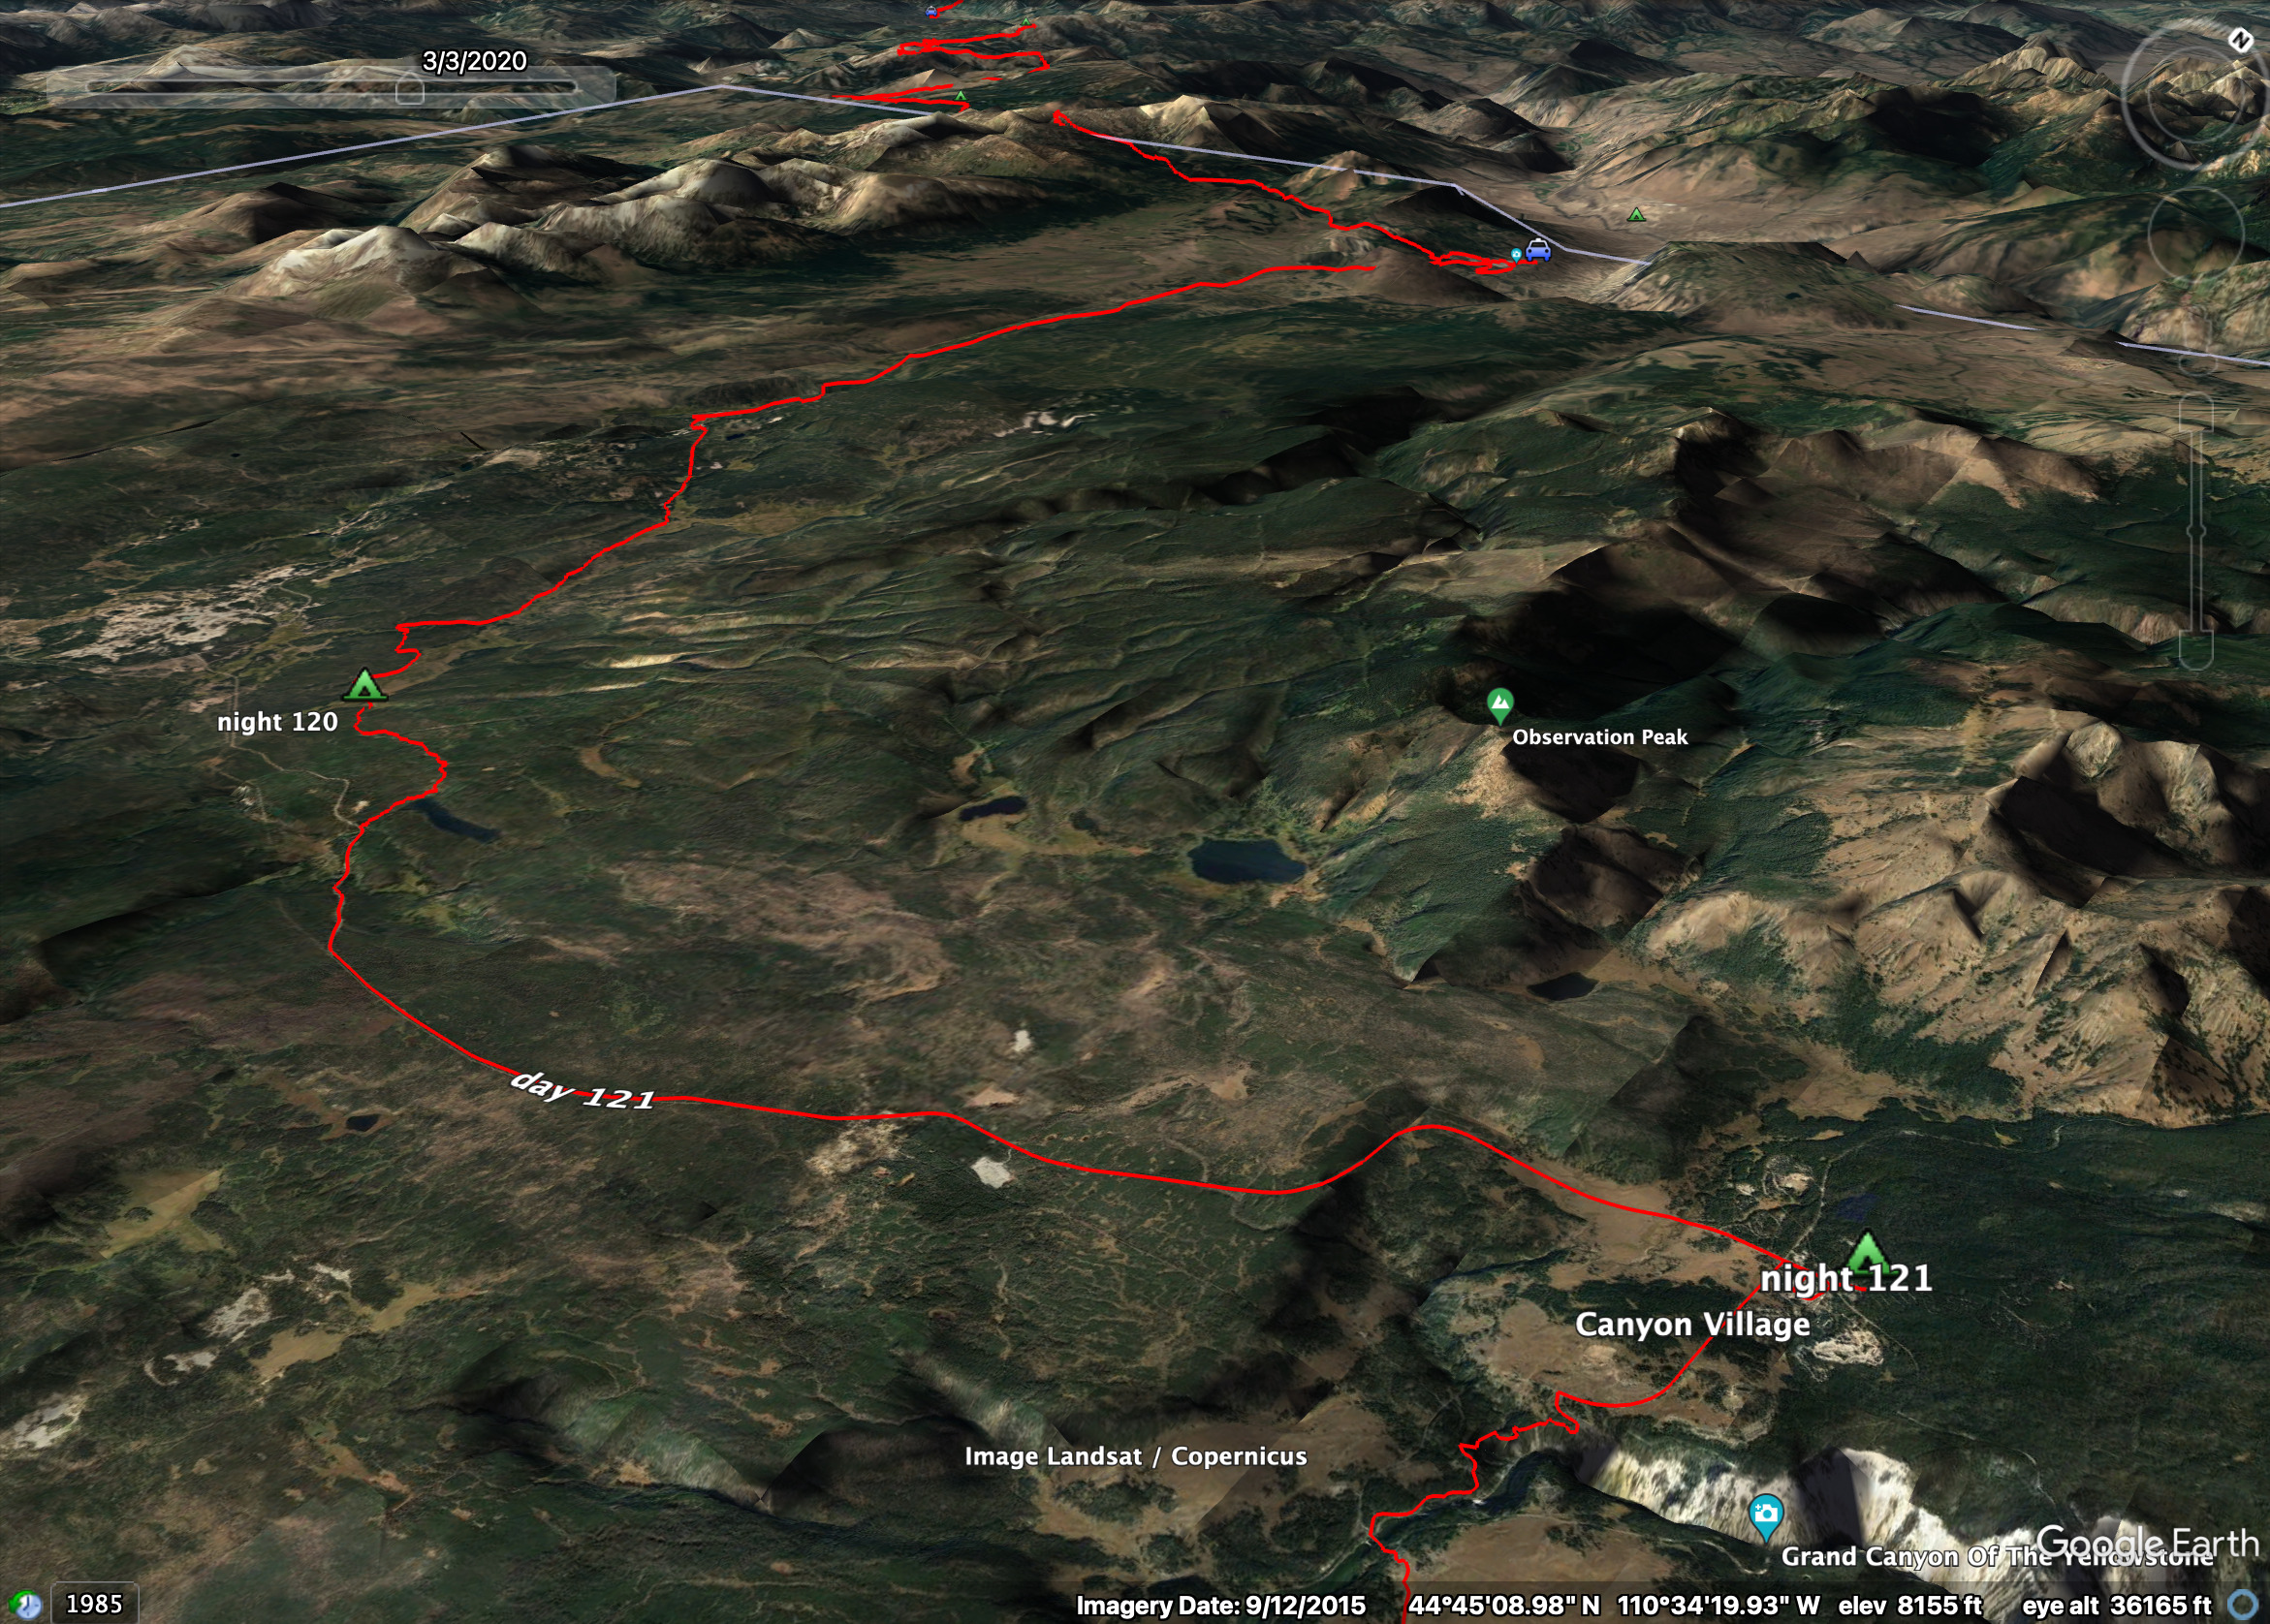 3/3/2020
N
night 120
Observation Peak
day 121
night 121
Canyon Village
Image Landsat / Copernicus
Google Earth
Grand Canyon Of The Yellowstone
1985
Imagery Date: 9/12/2015 44°45'08.98" N 110°34'19.93" W elev 8155 ft eye alt 36165 ft